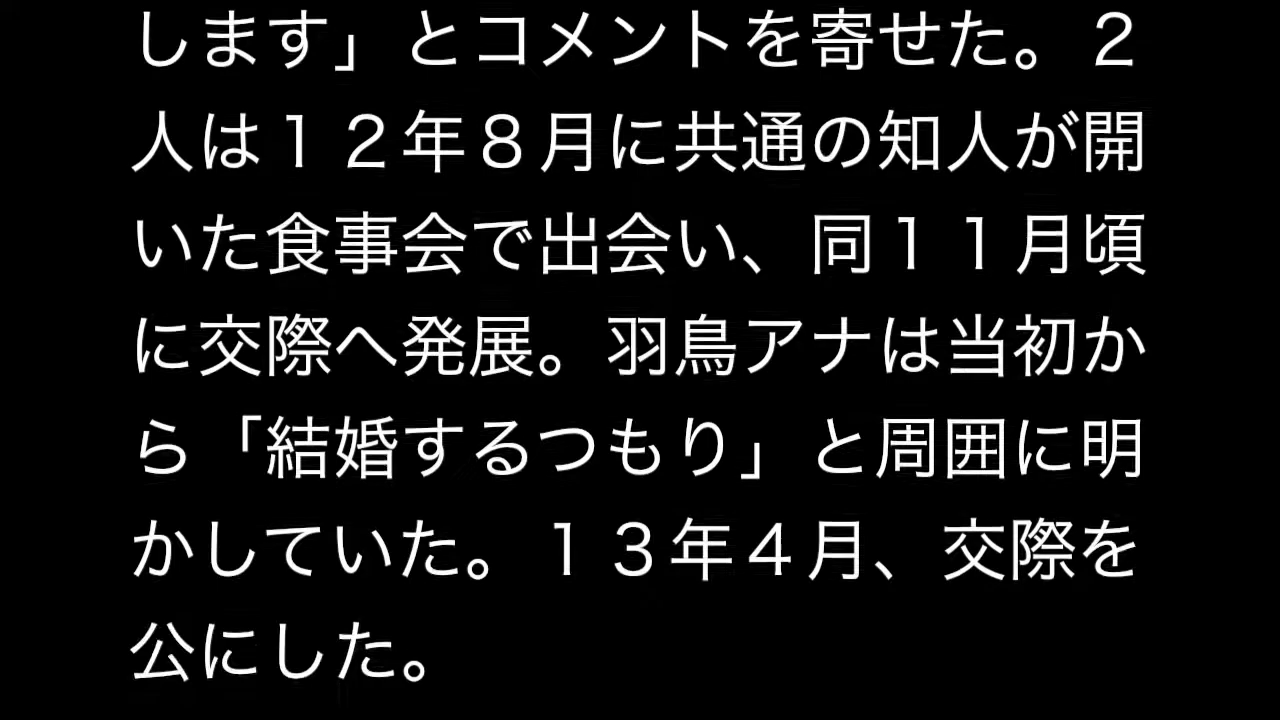 します」とコメントを寄せた。２
人は１２年８月に共通の知人が開
いた食事会で出会い、同１１月頃
に交際へ発展。羽鳥アナは当初か
ら「結婚するつもり」と周囲に明
かしていた。１３年４月、交際を
公にした。